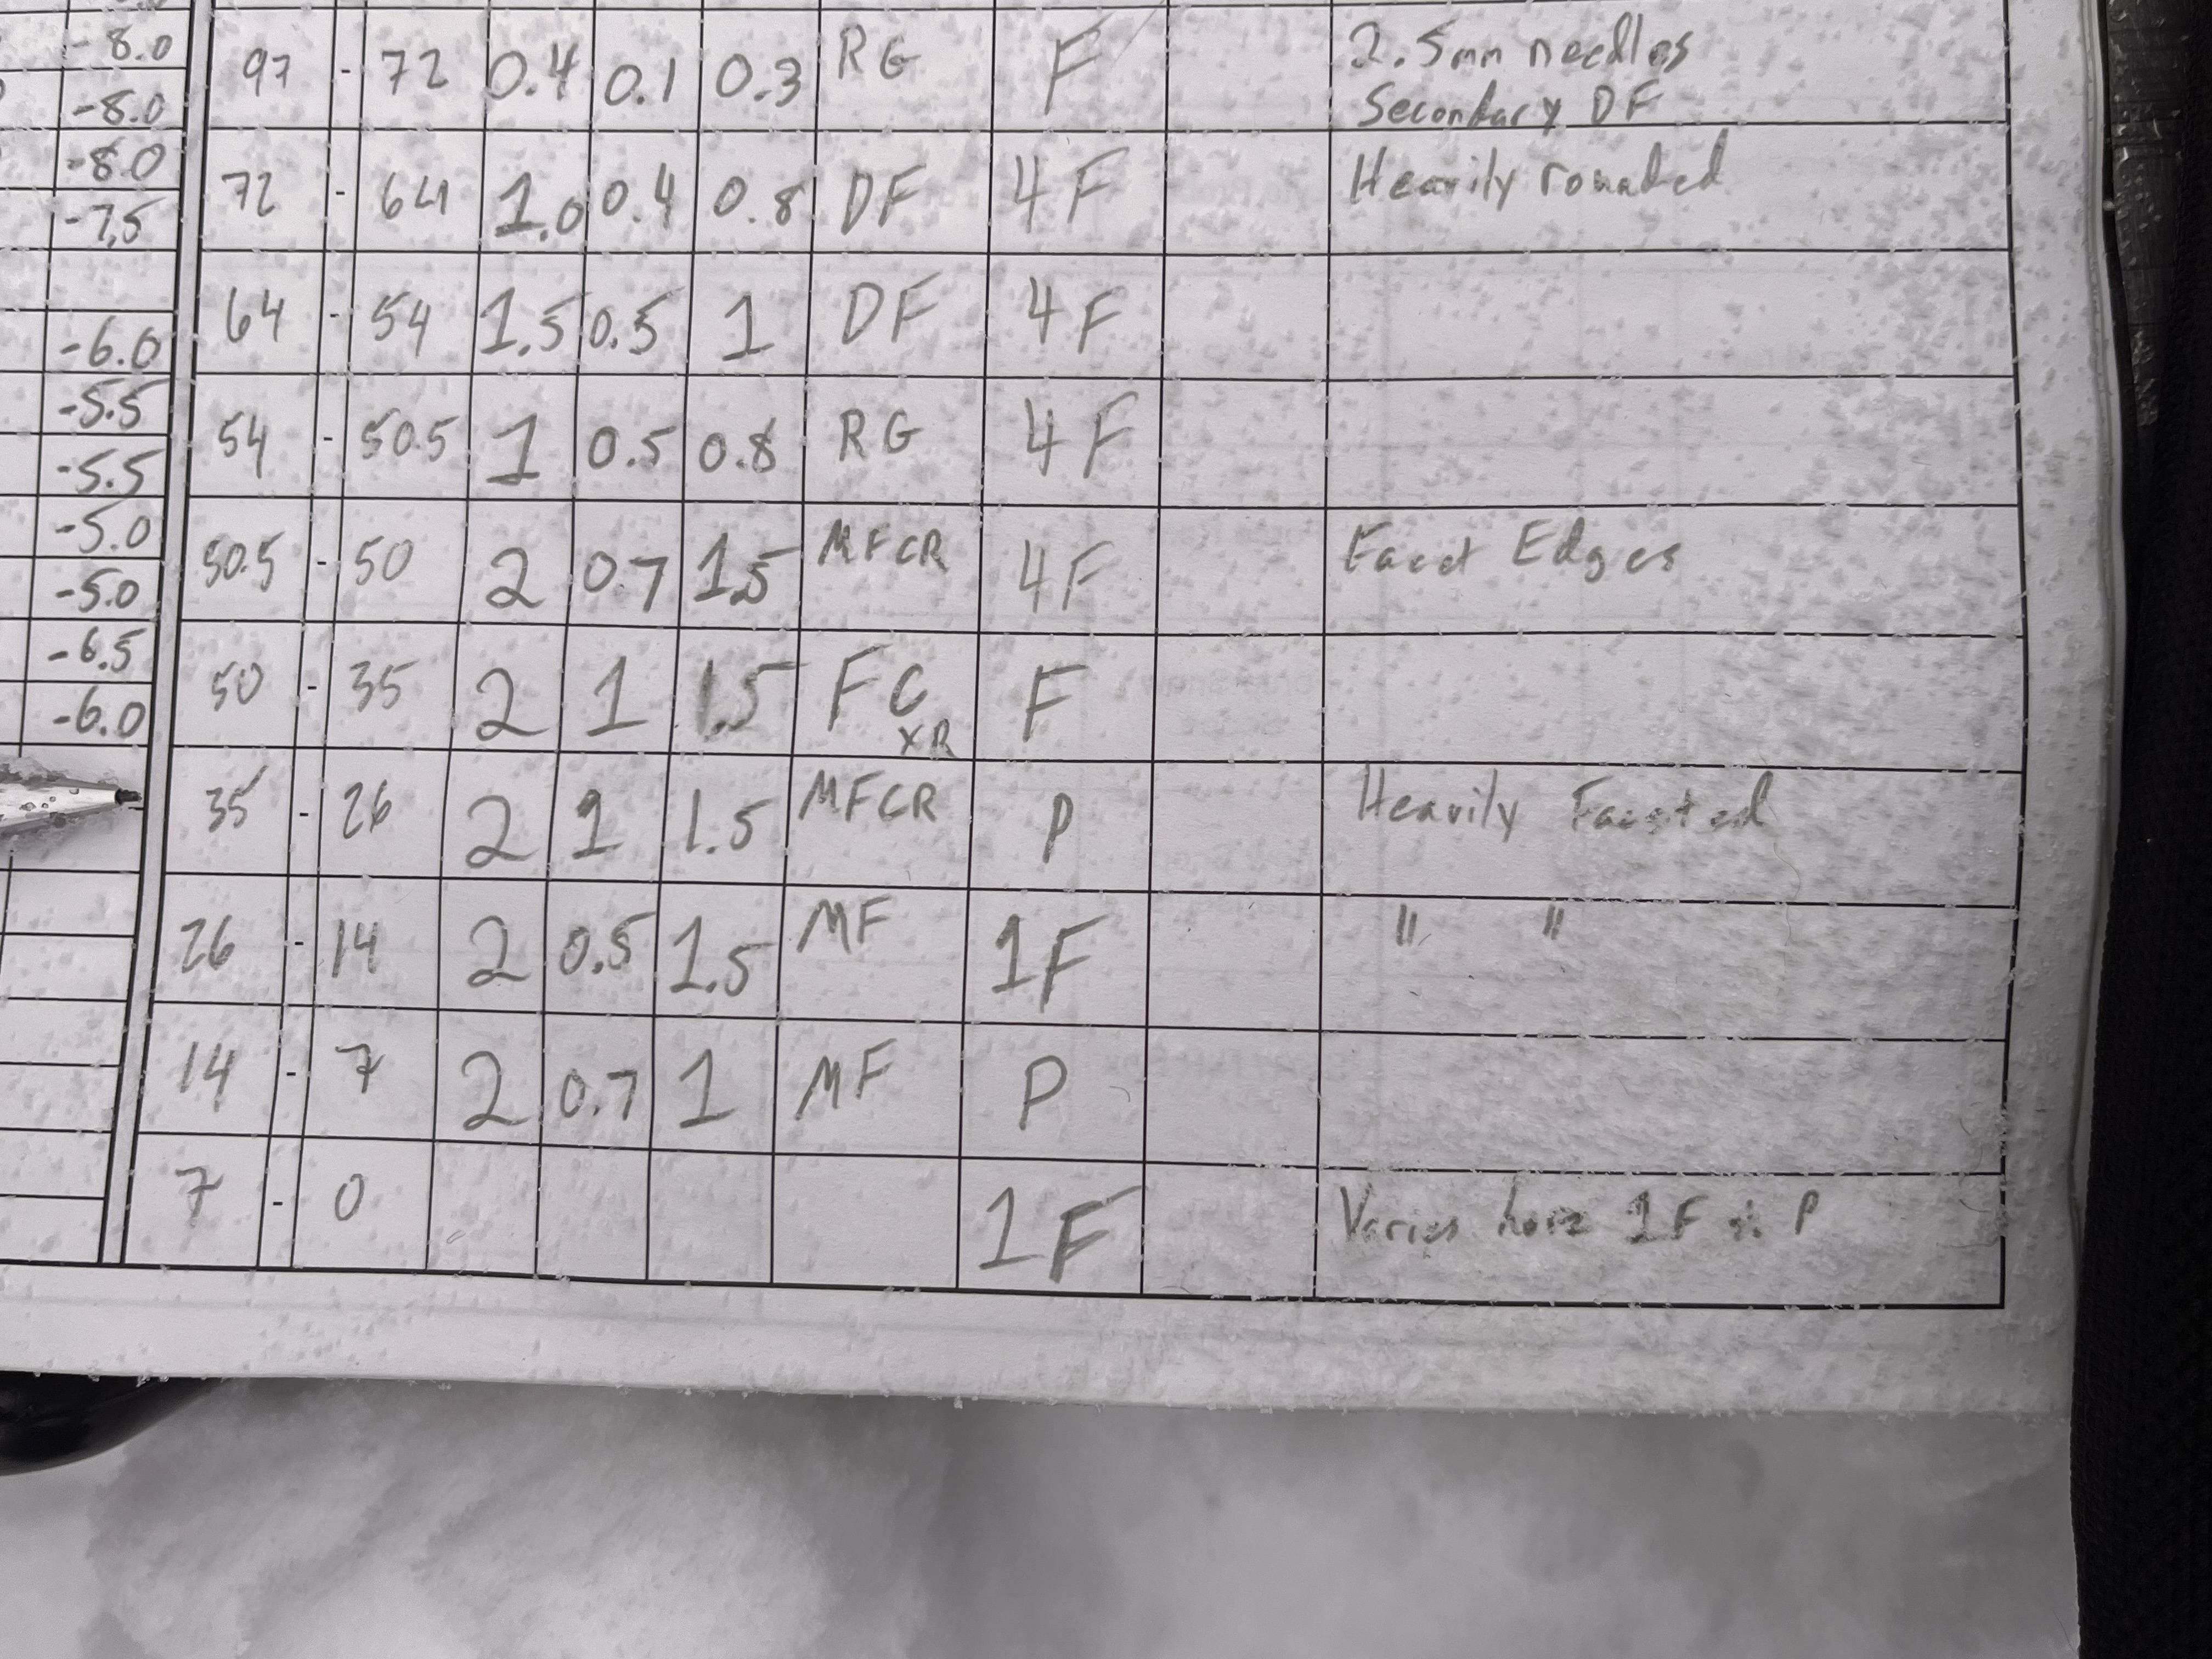 -8.0
-8.0
-8.0
-7.5
-6.0
-5.5
-5.5
-5.0
-5.0
-6.5
-6.0
97 - 72 0.4 0.1 0.3 RG F 2.5mm needles
Secondary DF
72 - 64 1.0 0.4 0.8 DF 4F Heavily rounded
64 - 54 1.5 0.5 1 DF 4F
54 - 50.5 1 0.5 0.8 RG 4F
50.5 - 50 2 0.7 1.5 MFCR 4F Facet Edges
50 - 35 2 1 1.5 FC F
XR
35 - 26 2 1 1.5 MFCR P Heavily Faceted
26 - 14 2 0.5 1.5 MF 1F " "
14 - 7 2 0.7 1 MF P
7 - 0 1F Varies 1F P